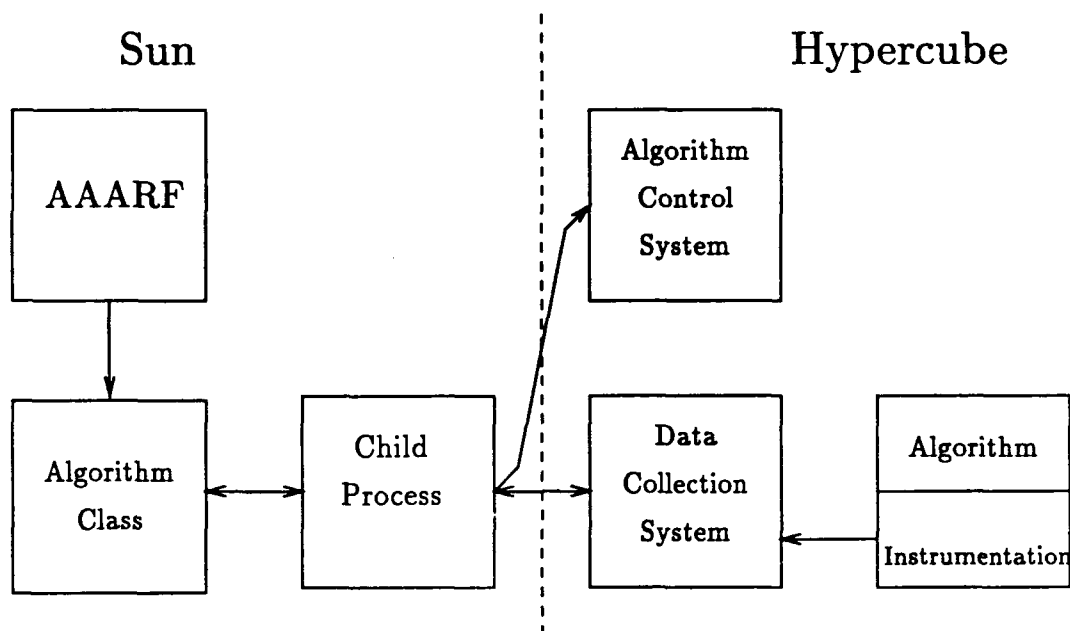 Sun
Hypercube
AAARF
Algorithm
Control
System
Algorithm
Class
Child
Process
Data
Collection
System
Algorithm
Instrumentation